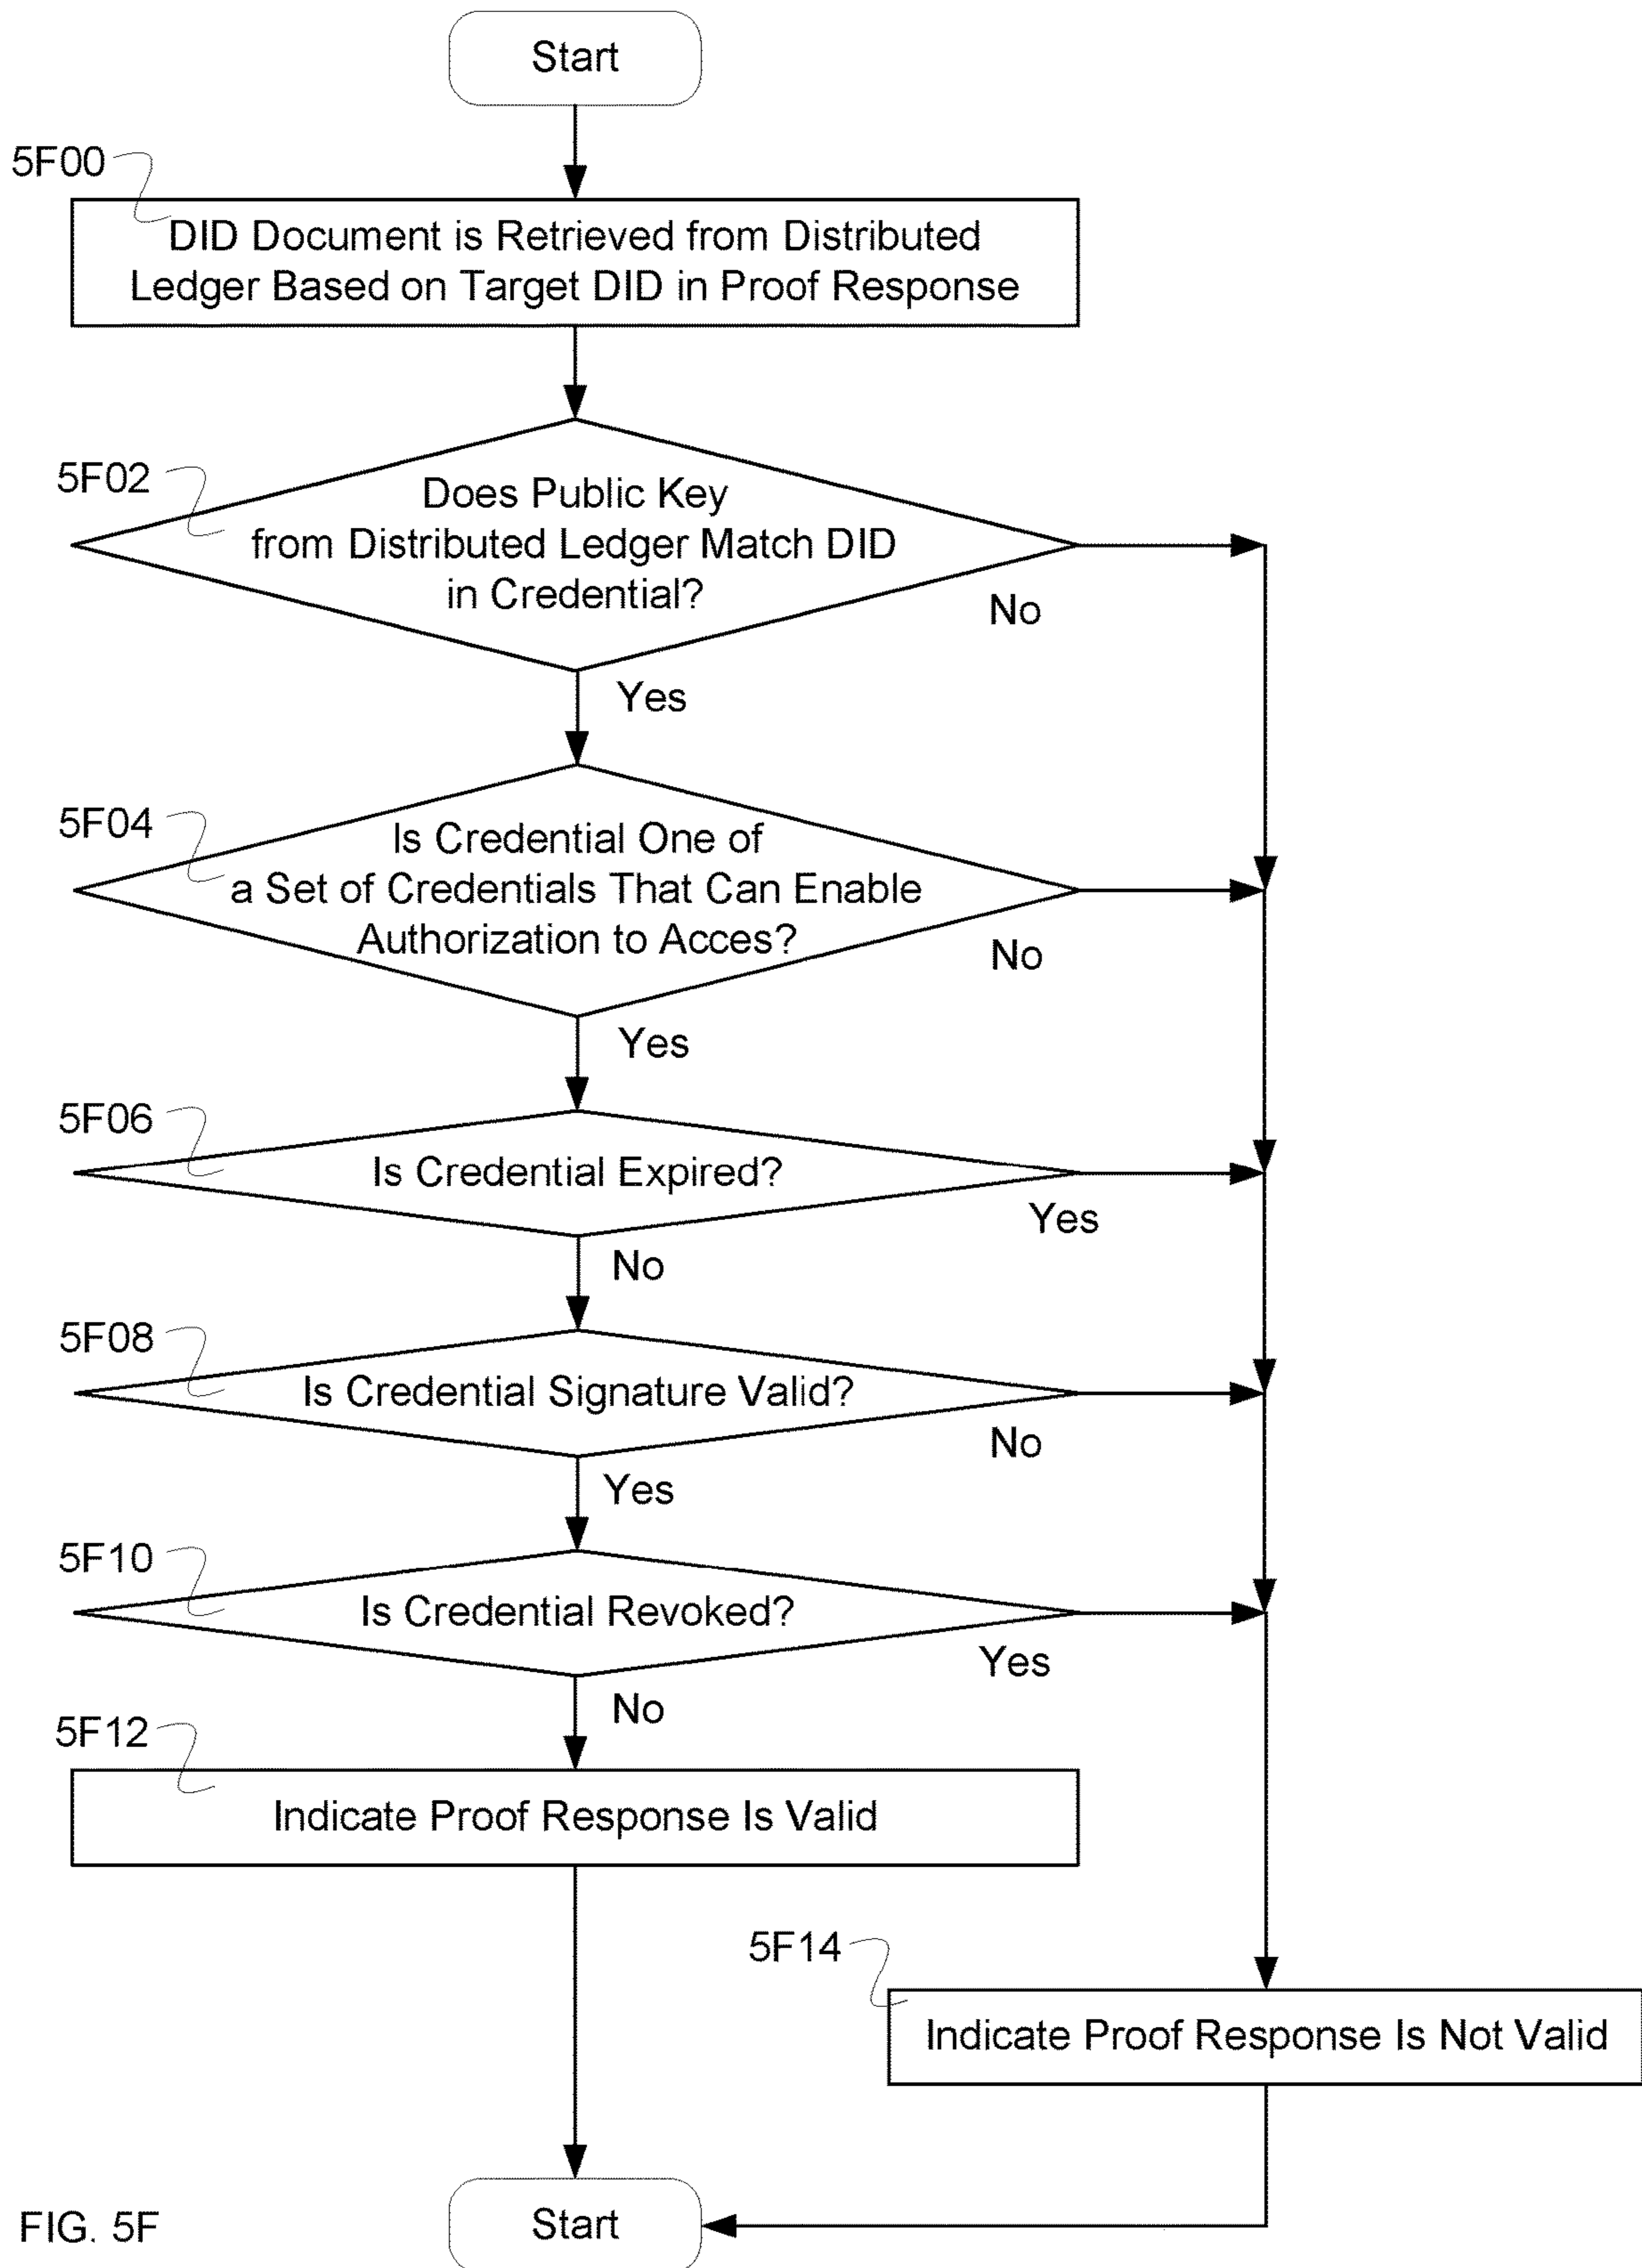 Start
5F00
DID Document is Retrieved from Distributed
Ledger Based on Target DID in Proof Response
5F02
Does Public Key
from Distributed Ledger Match DID
in Credential?
No
Yes
5F04
Is Credential One of
a Set of Credentials That Can Enable
Authorization to Acces?
No
Yes
5F06
Is Credential Expired?
Yes
No
5F08
Is Credential Signature Valid?
No
Yes
5F10
Is Credential Revoked?
Yes
No
5F12
Indicate Proof Response Is Valid
5F14
Indicate Proof Response Is Not Valid
Start
FIG. 5F